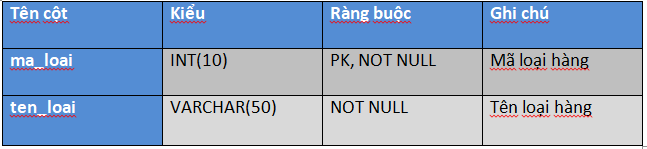 Tên cột Kiểu Ràng buộc Ghi chú
ma_loai INT(10) PK, NOT NULL Mã loại hàng
ten_loai VARCHAR(50) NOT NULL Tên loại hàng